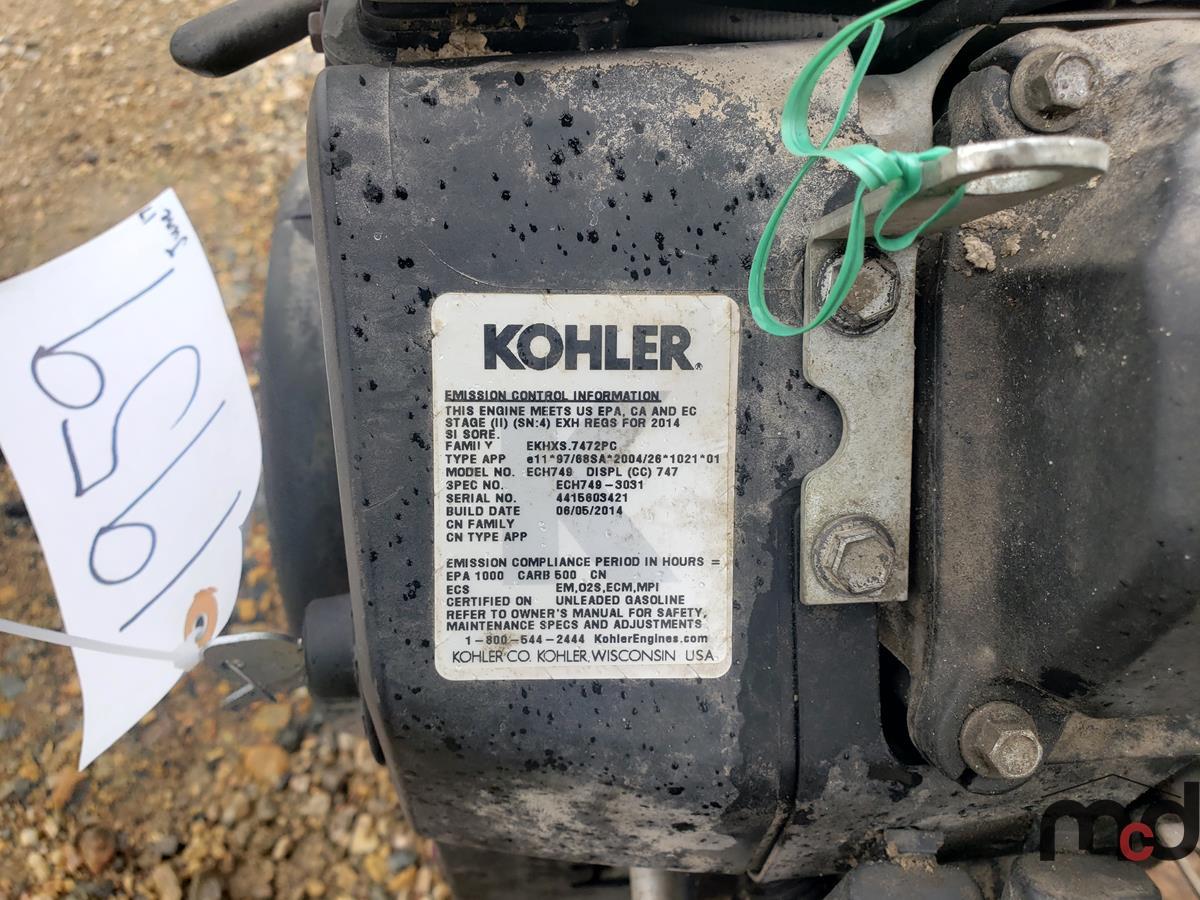 KOHLER.
EMISSION CONTROL INFORMATION
THIS ENGINE MEETS US EPA, CA AND EC
STAGE (II) (SN:4) EXH REGS FOR 2014
SI SORE.
FAMILY EKHXS.7472PC
TYPE APP e11*97/68SA*2004/26*1021*01
MODEL NO. ECH749 DISPL (CC) 747
SPEC NO. ECH749-3031
SERIAL NO. 4415603421
BUILD DATE 06/05/2014
CN FAMILY
CN TYPE APP
EMISSION COMPLIANCE PERIOD IN HOURS =
EPA 1000 CARB 500 CN
ECS EM,O2S,ECM,MPI
CERTIFIED ON UNLEADED GASOLINE
REFER TO OWNER'S MANUAL FOR SAFETY,
MAINTENANCE SPECS AND ADJUSTMENTS
1-800-544-2444 KohlerEngines.com
KOHLER CO. KOHLER, WISCONSIN USA
June 17
mcd